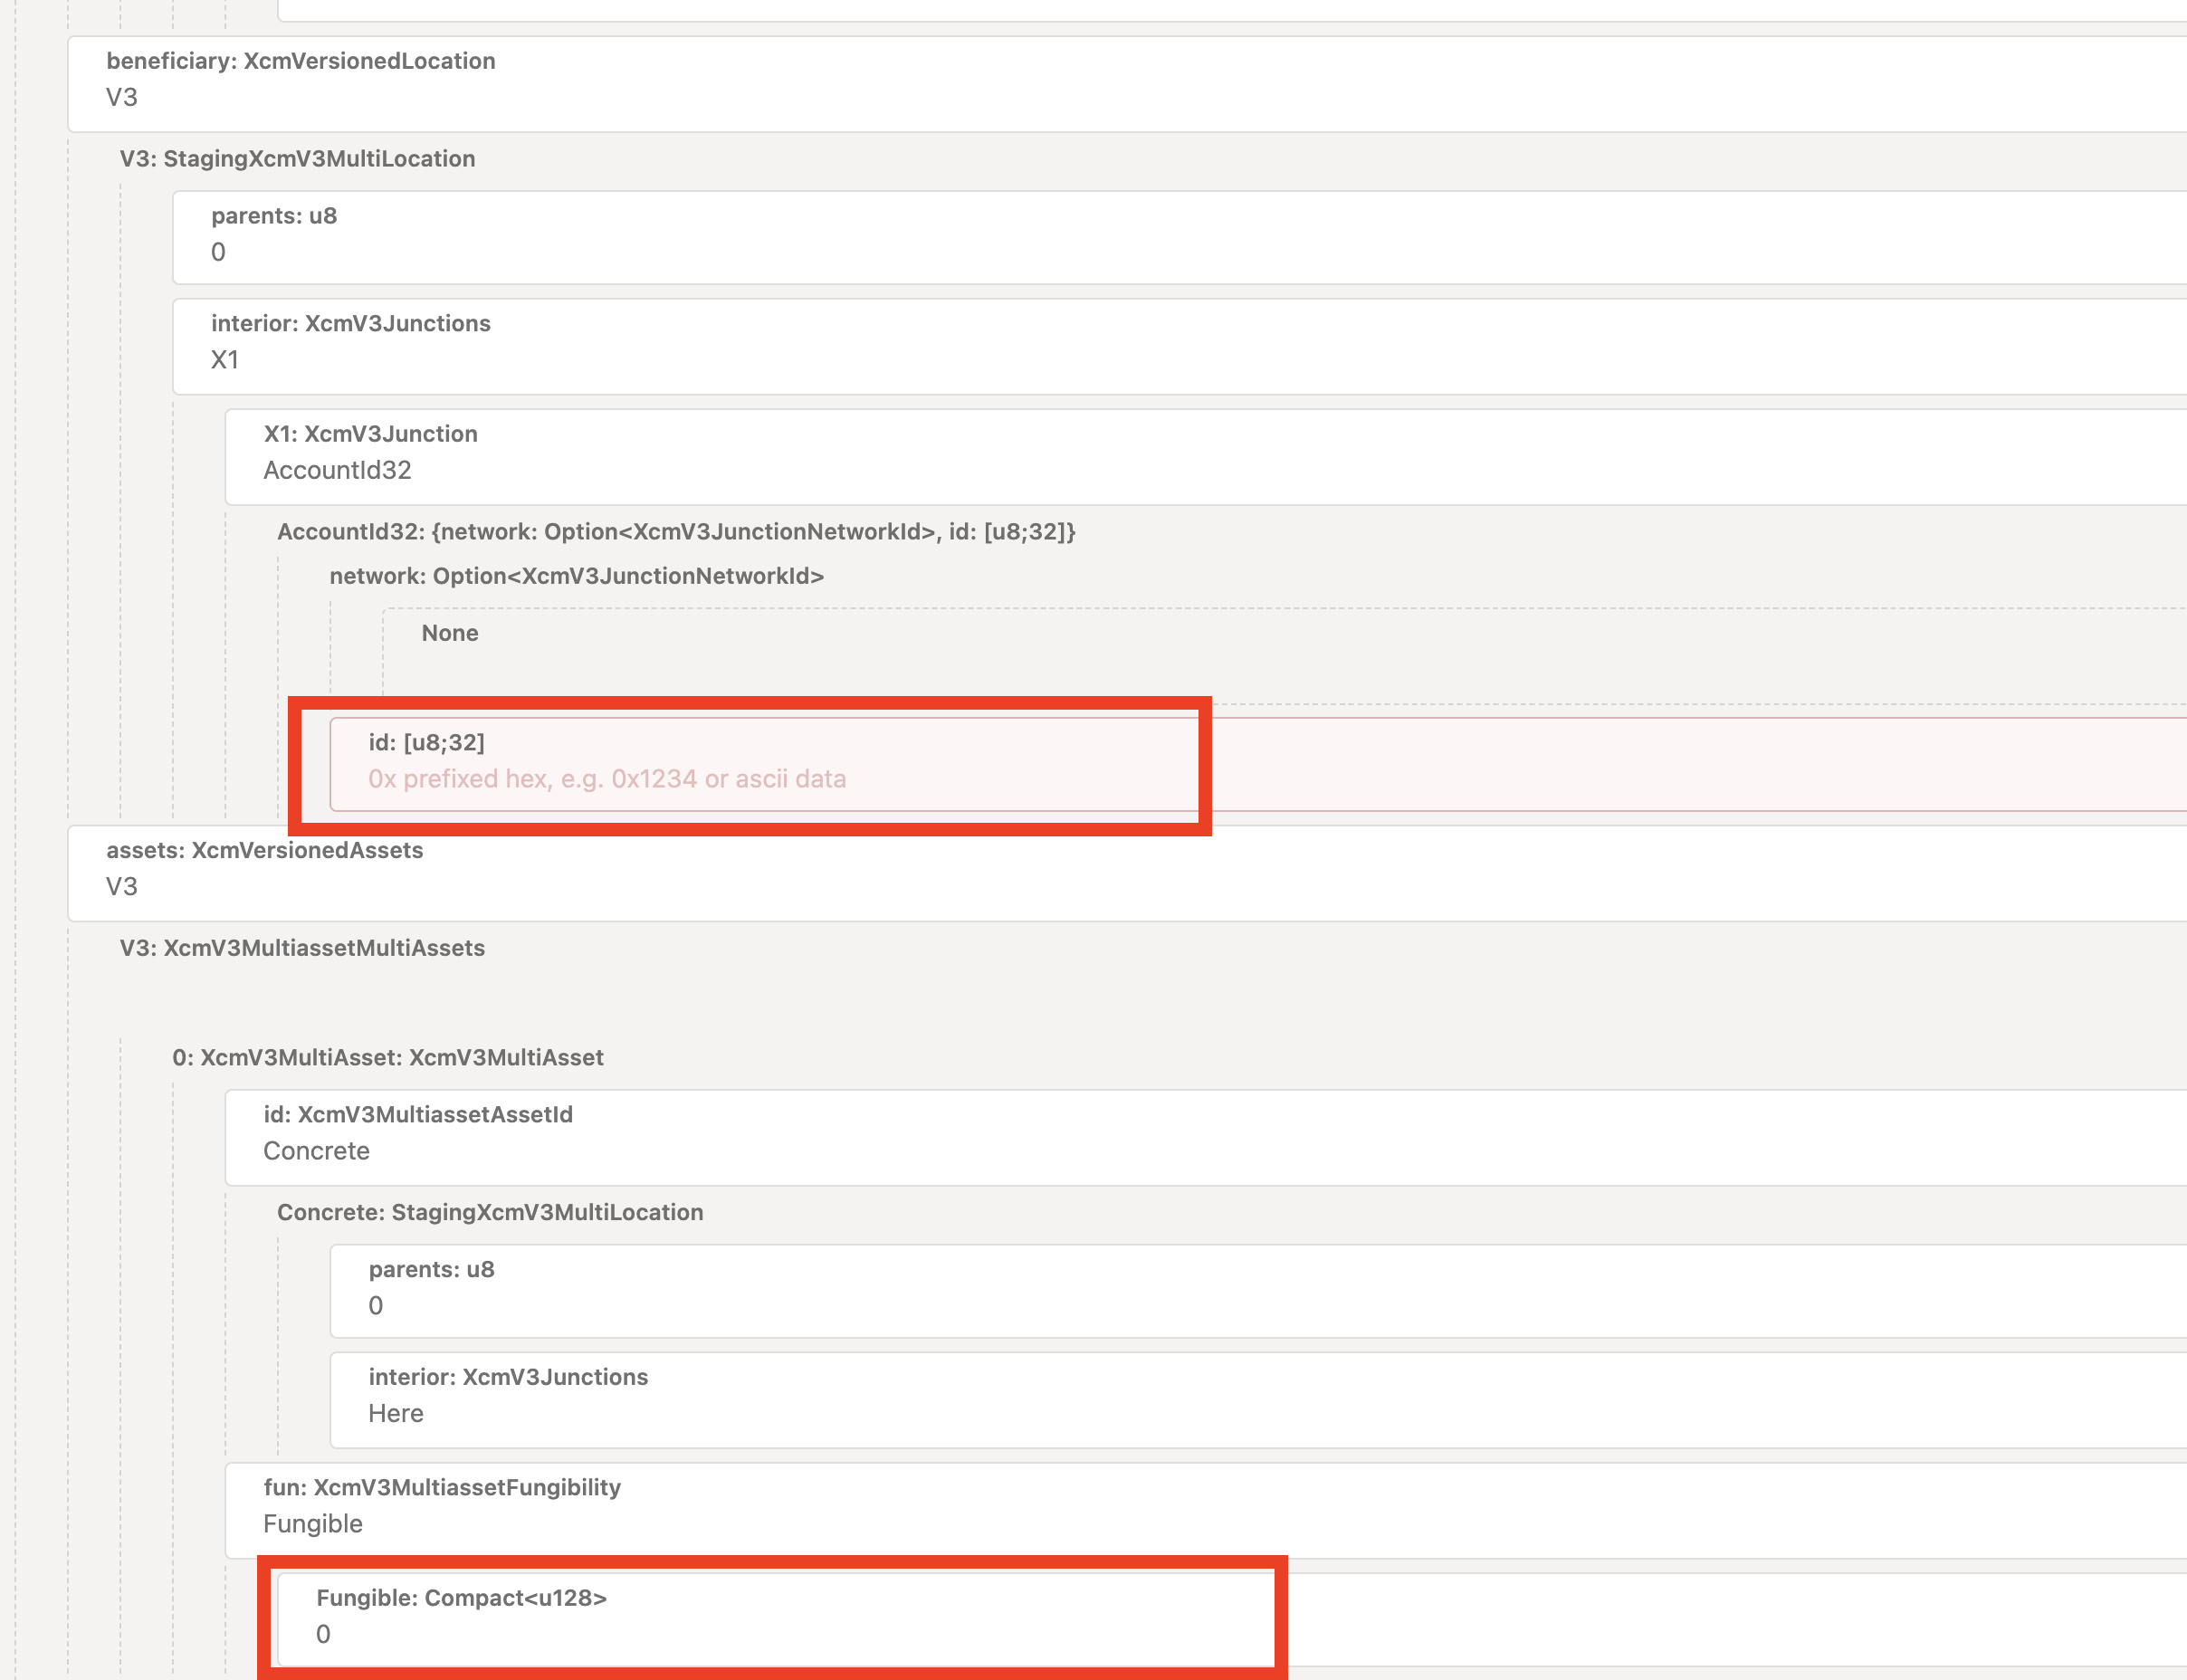 beneficiary: XcmVersionedLocation
V3
V3: StagingXcmV3MultiLocation
parents: u8
0
interior: XcmV3Junctions
X1
X1: XcmV3Junction
AccountId32
AccountId32: {network: Option<XcmV3JunctionNetworkId>, id: [u8;32]}
network: Option<XcmV3JunctionNetworkId>
None
id: [u8;32]
0x prefixed hex, e.g. 0x1234 or ascii data
assets: XcmVersionedAssets
V3
V3: XcmV3MultiassetMultiAssets
0: XcmV3MultiAsset: XcmV3MultiAsset
id: XcmV3MultiassetAssetId
Concrete
Concrete: StagingXcmV3MultiLocation
parents: u8
0
interior: XcmV3Junctions
Here
fun: XcmV3MultiassetFungibility
Fungible
Fungible: Compact<u128>
0